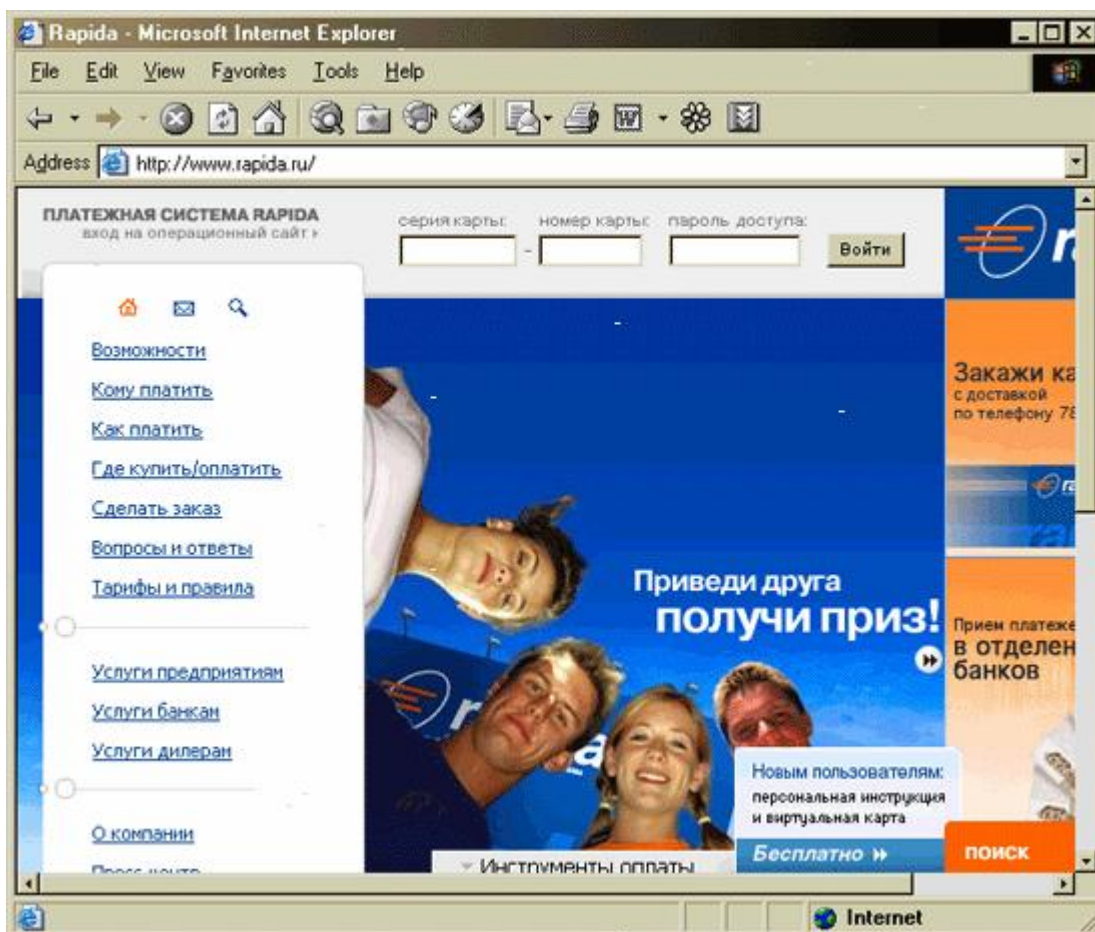 Rapida - Microsoft Internet Explorer
File Edit View Favorites Tools Help
Address http://www.rapida.ru/
ПЛАТЕЖНАЯ СИСТЕМА RAPIDA
вход на операционный сайт
серия карты: номер карты: пароль доступа:
-
Войти
Возможности
Кому платить
Как платить
Где купить/оплатить
Сделать заказ
Вопросы и ответы
Тарифы и правила
Услуги предприятиям
Услуги банкам
Услуги дилерам
О компании
Закажи ка
с доставкой
по телефону 78
Приведи друга
получи приз!
Прием платеже
в отделен
банков
Новым пользователям:
персональная инструкция
и виртуальная карта
Бесплатно
поиск
Инструменты оплаты
Internet